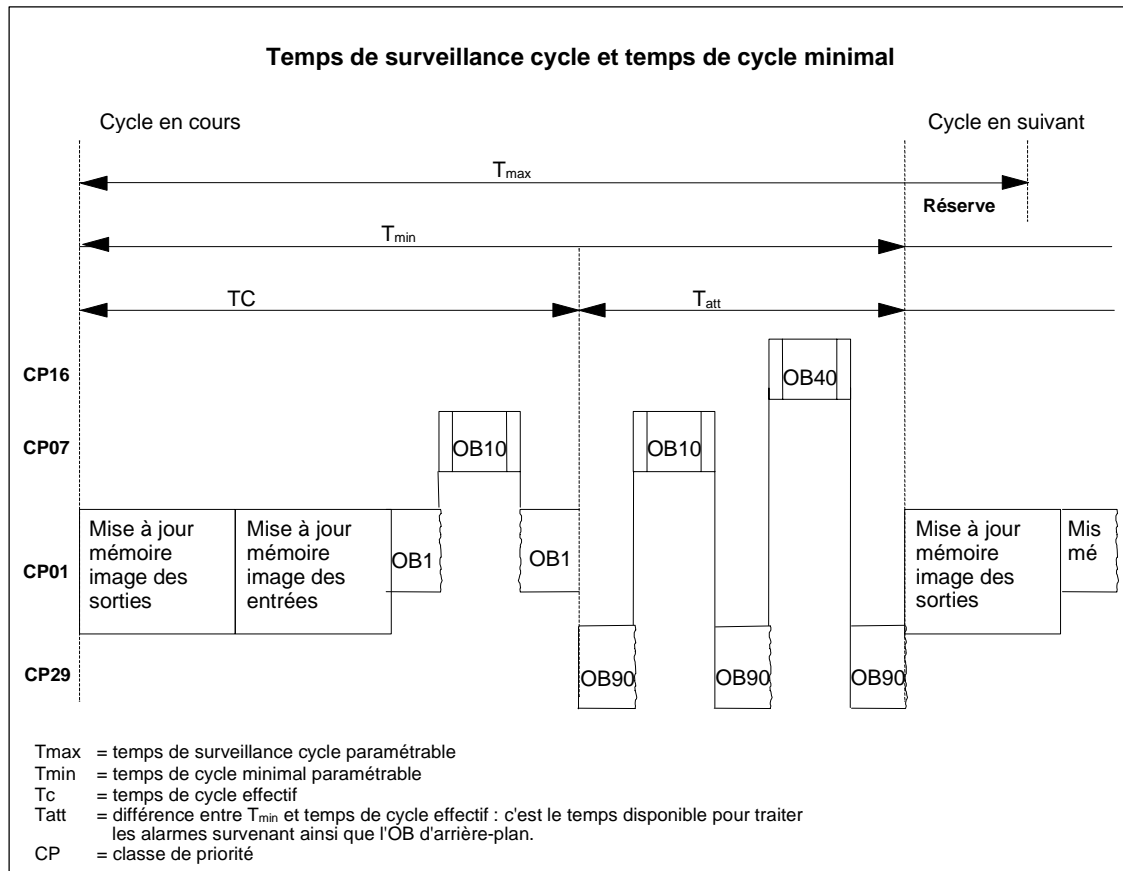 Temps de surveillance cycle et temps de cycle minimal
Cycle en cours
Cycle en suivant
Tmax
Réserve
Tmin
TC
Tatt
CP16
OB40
CP07
OB10
OB10
CP01
Mise à jour
mémoire
image des
sorties
Mise à jour
mémoire
image des
entrées
OB1
OB1
Mise à jour
mémoire
image des
sorties
Mis
mé
CP29
OB90
OB90
OB90
Tmax = temps de surveillance cycle paramétrable
Tmin = temps de cycle minimal paramétrable
Tc = temps de cycle effectif
Tatt = différence entre Tmin et temps de cycle effectif : c'est le temps disponible pour traiter
les alarmes survenant ainsi que l'OB d'arrière-plan.
CP = classe de priorité